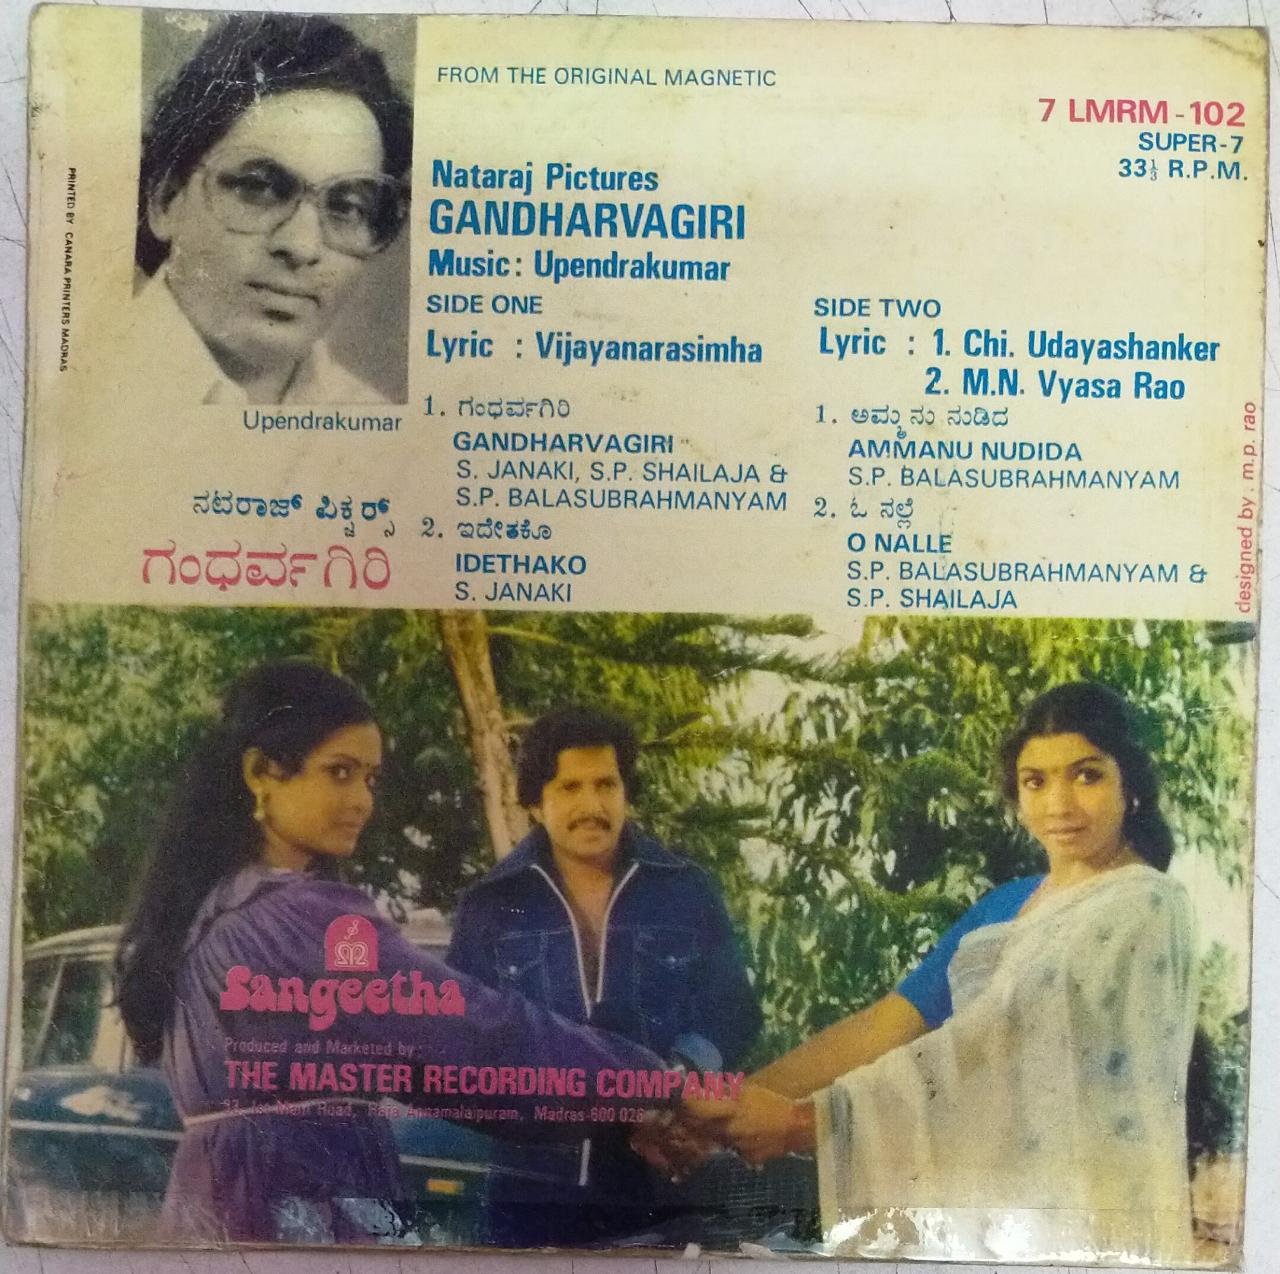 FROM THE ORIGINAL MAGNETIC
7 LMRM - 102
SUPER-7
33⅓ R.P.M.
Nataraj Pictures
GANDHARVAGIRI
Music: Upendrakumar
SIDE ONE
Lyric : Vijayanarasimha
1. ಗಂಧರ್ವಗಿರಿ
GANDHARVAGIRI
S. JANAKI, S.P. SHAILAJA &
S.P. BALASUBRAHMANYAM
2. ಇದೇತಕೊ
IDETHAKO
S. JANAKI
SIDE TWO
Lyric : 1. Chi. Udayashanker
2. M.N. Vyasa Rao
1. ಅಮ್ಮನು ನುಡಿದ
AMMANU NUDIDA
S.P. BALASUBRAHMANYAM
2. ಓ ನಲ್ಲೆ
O NALLE
S.P. BALASUBRAHMANYAM &
S.P. SHAILAJA
Upendrakumar
ನಟರಾಜ್ ಪಿಕ್ಚರ್ಸ್
ಗಂಧರ್ವಗಿರಿ
PRINTED BY CANARA PRINTERS MADRAS
designed by. m.p. rao
Sangeetha
Produced and Marketed by:
THE MASTER RECORDING COMPANY
Main Road, Raja Annamalaipuram, Madras-600 028